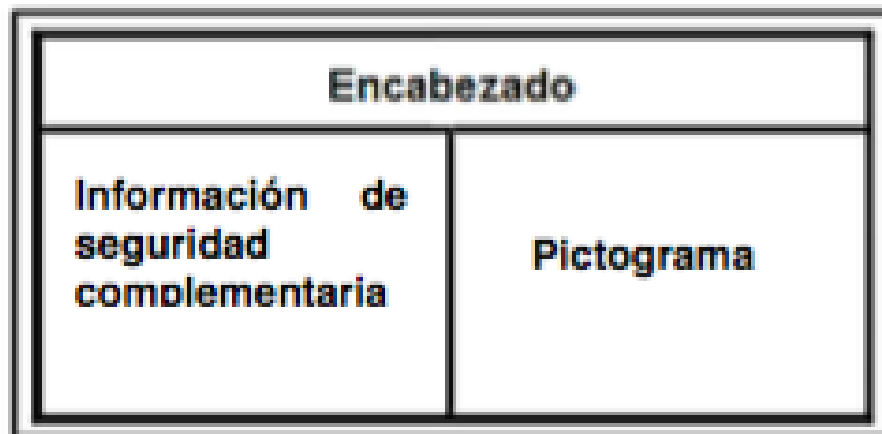 Encabezado
Información de
seguridad
complementaria
Pictograma